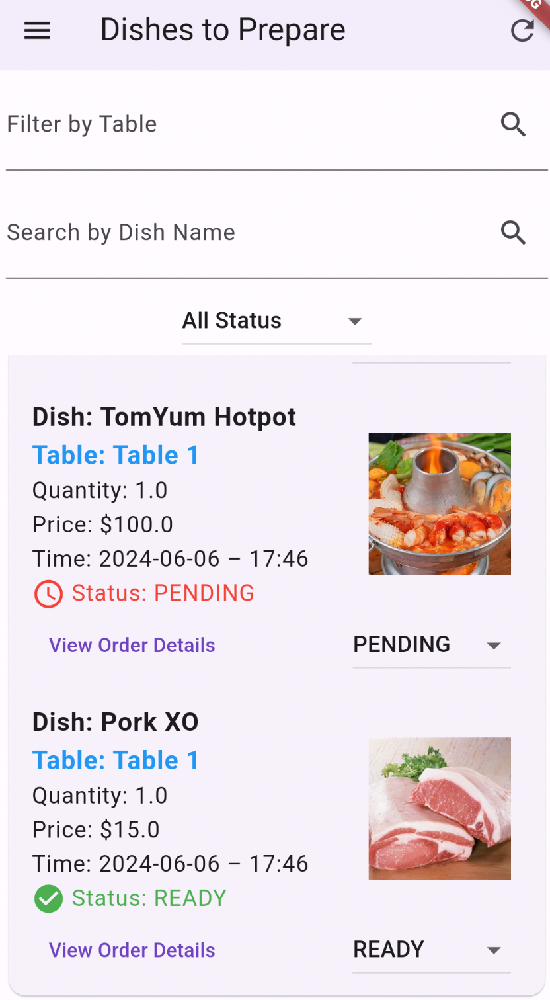 Dishes to Prepare
Filter by Table
Search by Dish Name
All Status
Dish: TomYum Hotpot
Table: Table 1
Quantity: 1.0
Price: $100.0
Time: 2024-06-06 – 17:46
Status: PENDING
View Order Details
PENDING
Dish: Pork XO
Table: Table 1
Quantity: 1.0
Price: $15.0
Time: 2024-06-06 – 17:46
Status: READY
View Order Details
READY